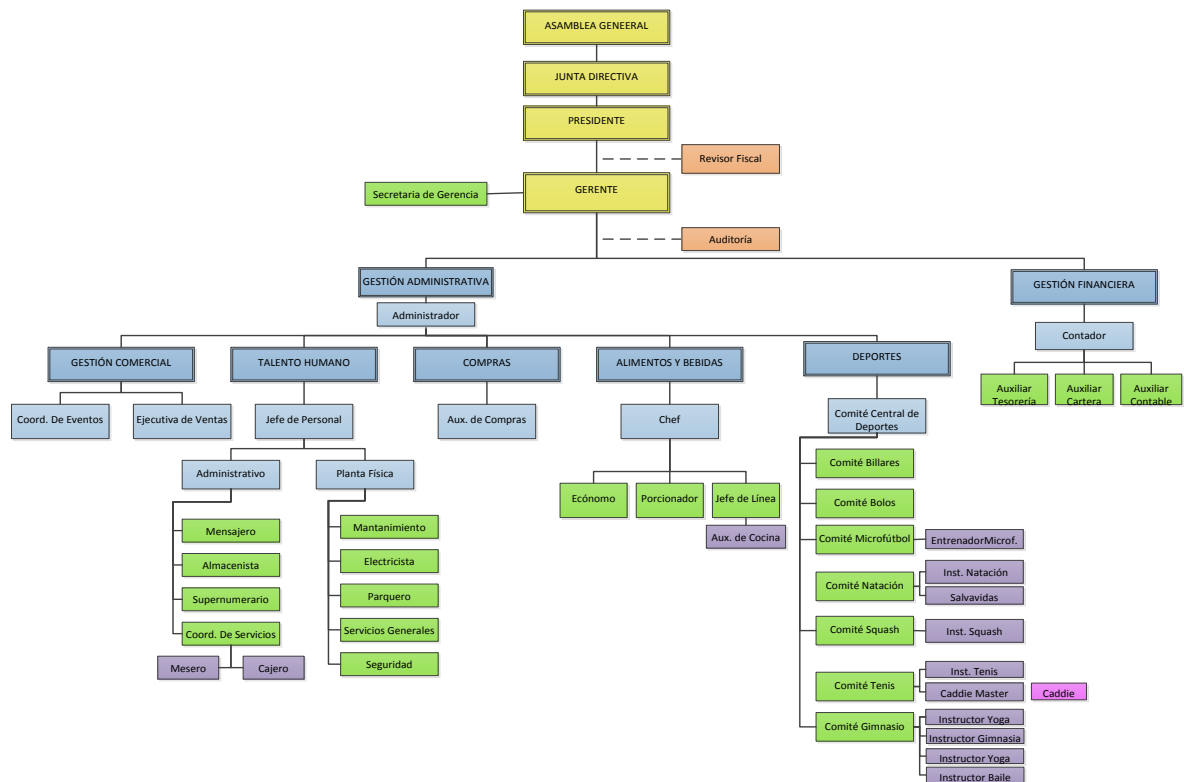 ASAMBLEA GENEERAL
JUNTA DIRECTIVA
PRESIDENTE
Revisor Fiscal
Secretaria de Gerencia
GERENTE
Auditoría
GESTIÓN ADMINISTRATIVA
GESTIÓN FINANCIERA
Administrador
Contador
GESTIÓN COMERCIAL
TALENTO HUMANO
COMPRAS
ALIMENTOS Y BEBIDAS
DEPORTES
Auxiliar
Tesorería
Auxiliar
Cartera
Auxiliar
Contable
Coord. De Eventos
Ejecutiva de Ventas
Jefe de Personal
Aux. de Compras
Chef
Comité Central de
Deportes
Administrativo
Planta Física
Comité Billares
Ecónomo
Porcionador
Jefe de Línea
Comité Bolos
Mensajero
Mantanimiento
Aux. de Cocina
Comité Microfútbol
EntrenadorMicrof.
Almacenista
Electricista
Comité Natación
Inst. Natación
Salvavidas
Supernumerario
Parquero
Coord. De Servicios
Servicios Generales
Comité Squash
Inst. Squash
Mesero
Cajero
Seguridad
Comité Tenis
Inst. Tenis
Caddie Master
Caddie
Comité Gimnasio
Instructor Yoga
Instructor Gimnasia
Instructor Yoga
Instructor Baile